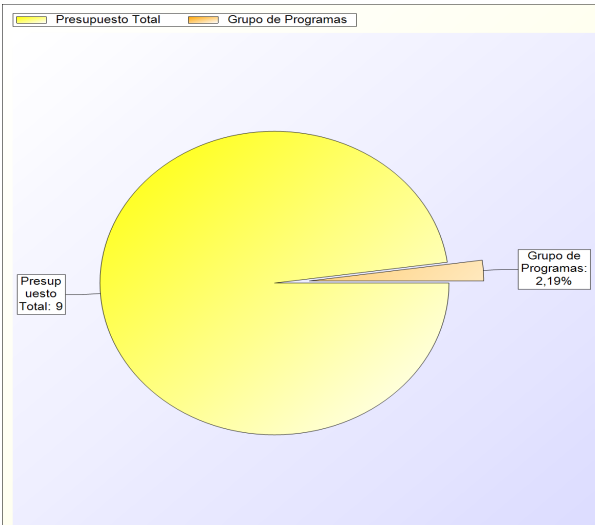 Presupuesto Total
Grupo de Programas
Grupo de
Programas:
2,19%
Presup
uesto
Total: 9